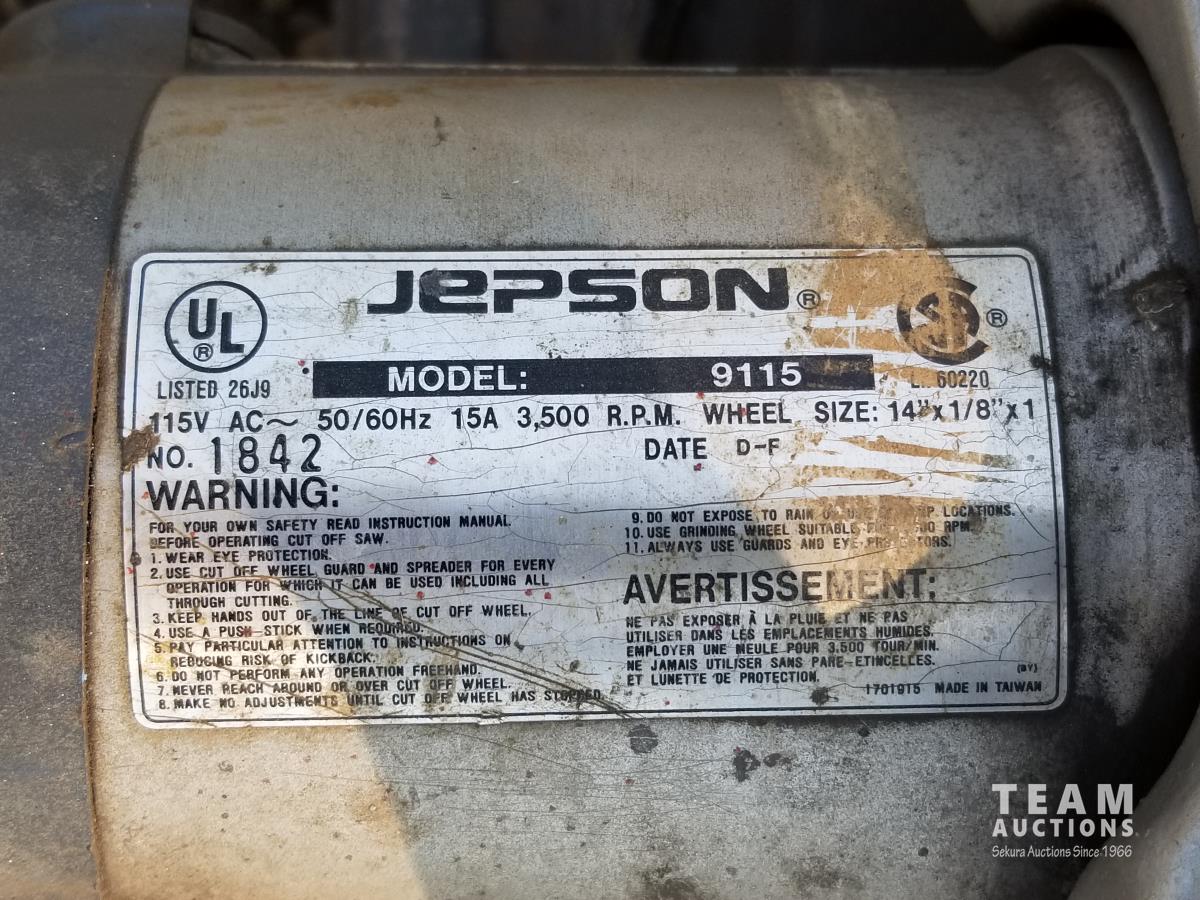 JEPSON®
UL ®
LISTED 26J9
MODEL: 9115
® 
60220
115V AC~ 50/60Hz 15A 3,500 R.P.M. WHEEL SIZE: 14"x1/8"x1
NO. 1842
DATE D-F
WARNING:
FOR YOUR OWN SAFETY READ INSTRUCTION MANUAL.
BEFORE OPERATING CUT OFF SAW.
1. WEAR EYE PROTECTION.
2. USE CUT OFF WHEEL GUARD AND SPREADER FOR EVERY
OPERATION FOR WHICH IT CAN BE USED INCLUDING ALL
THROUGH CUTTING.
3. KEEP HANDS OUT OF THE LINE OF CUT OFF WHEEL.
4. USE A PUSH-STICK WHEN REQUIRED.
5. PAY PARTICULAR ATTENTION TO INSTRUCTIONS ON
REDUCING RISK OF KICKBACK.
6. DO NOT PERFORM ANY OPERATION FREEHAND.
7. NEVER REACH AROUND OR OVER CUT OFF WHEEL.
8. MAKE NO ADJUSTMENTS UNTIL CUT OFF WHEEL HAS STOPPED.
9. DO NOT EXPOSE TO RAIN LOCATIONS.
10. USE GRINDING WHEEL SUITABLE RPM.
11. ALWAYS USE GUARDS AND EYE PROTECTORS.
AVERTISSEMENT:
NE PAS EXPOSER À LA PLUIE ET NE PAS
UTILISER DANS LES EMPLACEMENTS HUMIDES.
EMPLOYER UNE MEULE POUR 3.500 TOUR/MIN.
NE JAMAIS UTILISER SANS PARE-ETINCELLES.
ET LUNETTE DE PROTECTION.
(BY)
1701915 MADE IN TAIWAN
TEAM
AUCTIONS
Sekura Auctions Since 1966